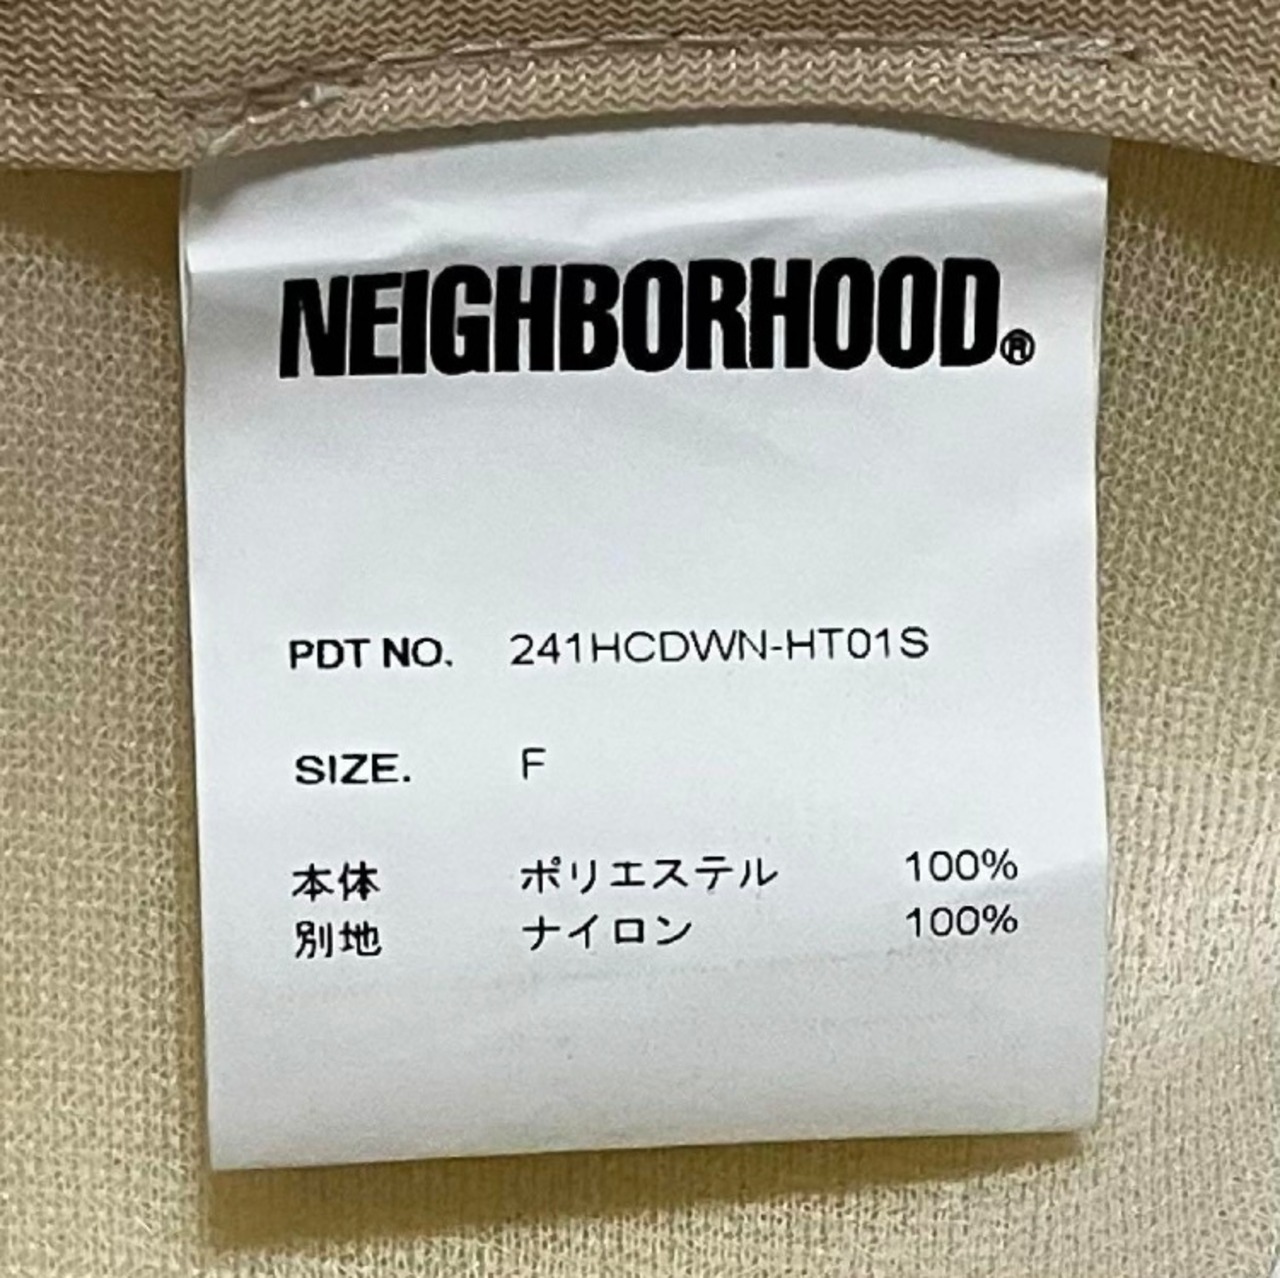 NEIGHBORHOOD®
PDT NO. 241HCDWN-HT01S
SIZE. F
本体 ポリエステル 100%
別地 ナイロン 100%